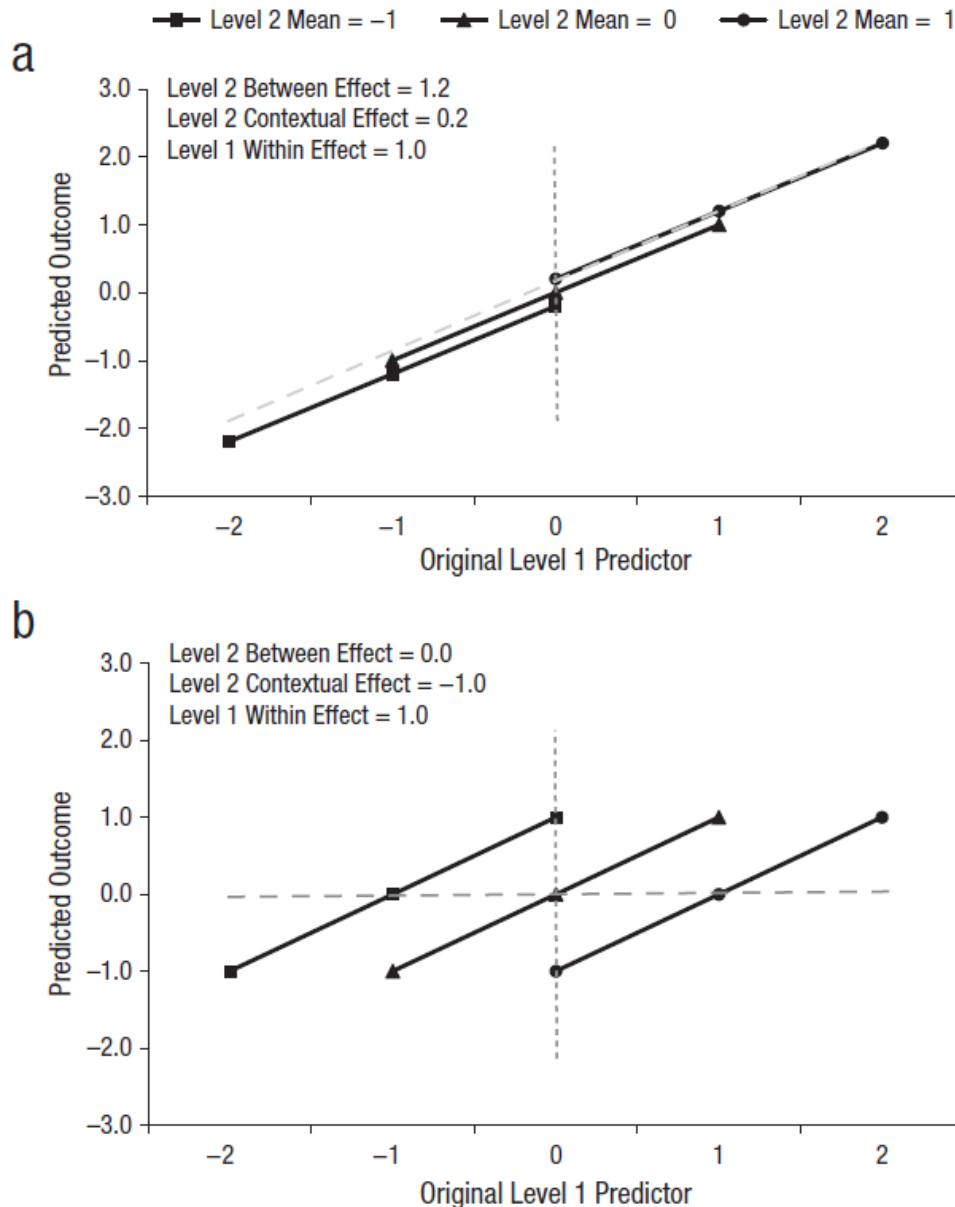 Level 2 Mean = –1 Level 2 Mean = 0 Level 2 Mean = 1
a
Level 2 Between Effect = 1.2
Level 2 Contextual Effect = 0.2
Level 1 Within Effect = 1.0
3.0
2.0
1.0
0.0
–1.0
–2.0
–3.0
Predicted Outcome
–2 –1 0 1 2
Original Level 1 Predictor
b
Level 2 Between Effect = 0.0
Level 2 Contextual Effect = –1.0
Level 1 Within Effect = 1.0
3.0
2.0
1.0
0.0
–1.0
–2.0
–3.0
Predicted Outcome
–2 –1 0 1 2
Original Level 1 Predictor